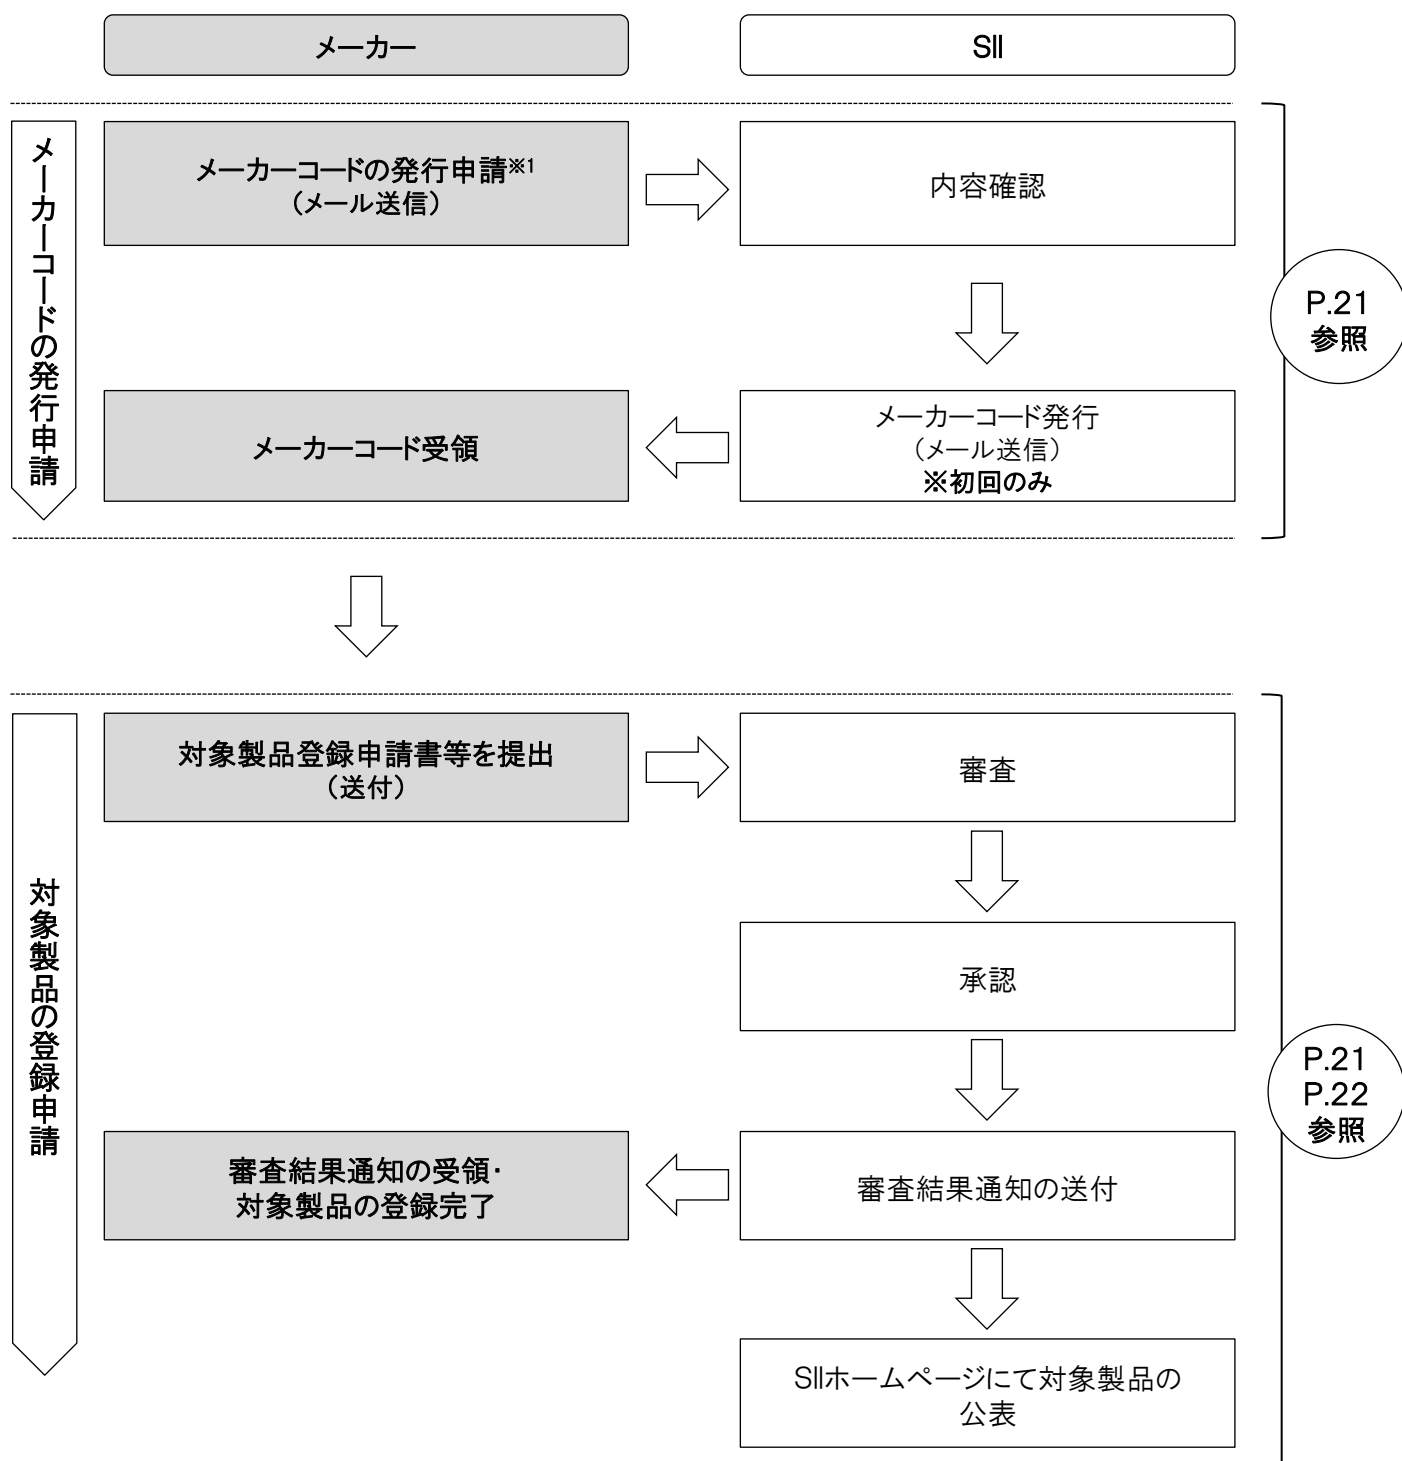 メーカー
SII
メーカーコードの発行申請
メーカーコードの発行申請※1
（メール送信）
内容確認
P.21
参照
メーカーコード受領
メーカーコード発行
（メール送信）
※初回のみ
対象製品の登録申請
対象製品登録申請書等を提出
（送付）
審査
承認
P.21
P.22
参照
審査結果通知の受領・
対象製品の登録完了
審査結果通知の送付
SIIホームページにて対象製品の
公表